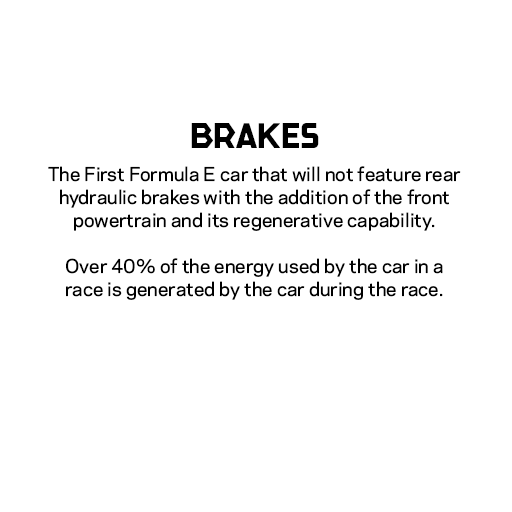 BRAKES
The First Formula E car that will not feature rear
hydraulic brakes with the addition of the front
powertrain and its regenerative capability.
Over 40% of the energy used by the car in a
race is generated by the car during the race.